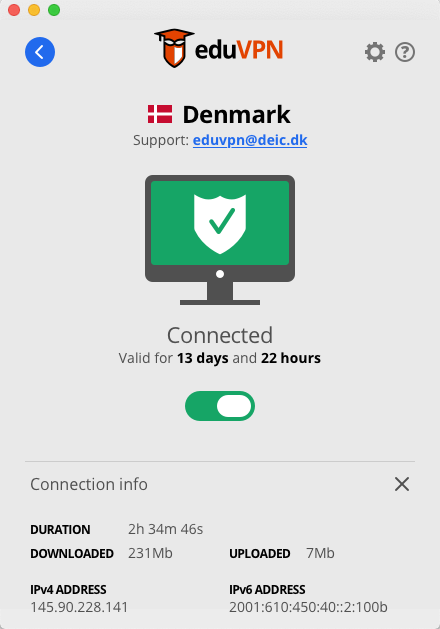 eduVPN
Denmark
Support: eduvpn@deic.dk
Connected
Valid for 13 days and 22 hours
Connection info
DURATION 2h 34m 46s
DOWNLOADED 231Mb UPLOADED 7Mb
IPv4 ADDRESS IPv6 ADDRESS
145.90.228.141 2001:610:450:40::2:100b